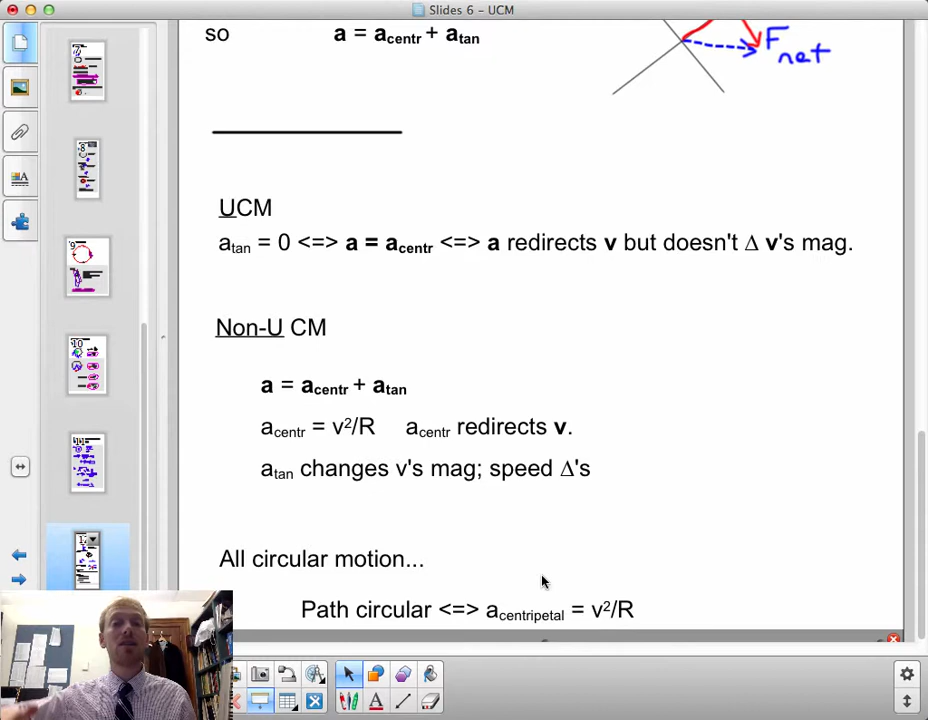 Slides 6 – UCM
so a = acentr + atan
Fnet
UCM
atan = 0 <=> a = acentr <=> a redirects v but doesn't Δ v's mag.
Non-U CM
a = acentr + atan
acentr = v²/R acentr redirects v.
atan changes v's mag; speed Δ's
All circular motion...
Path circular <=> acentripetal = v²/R